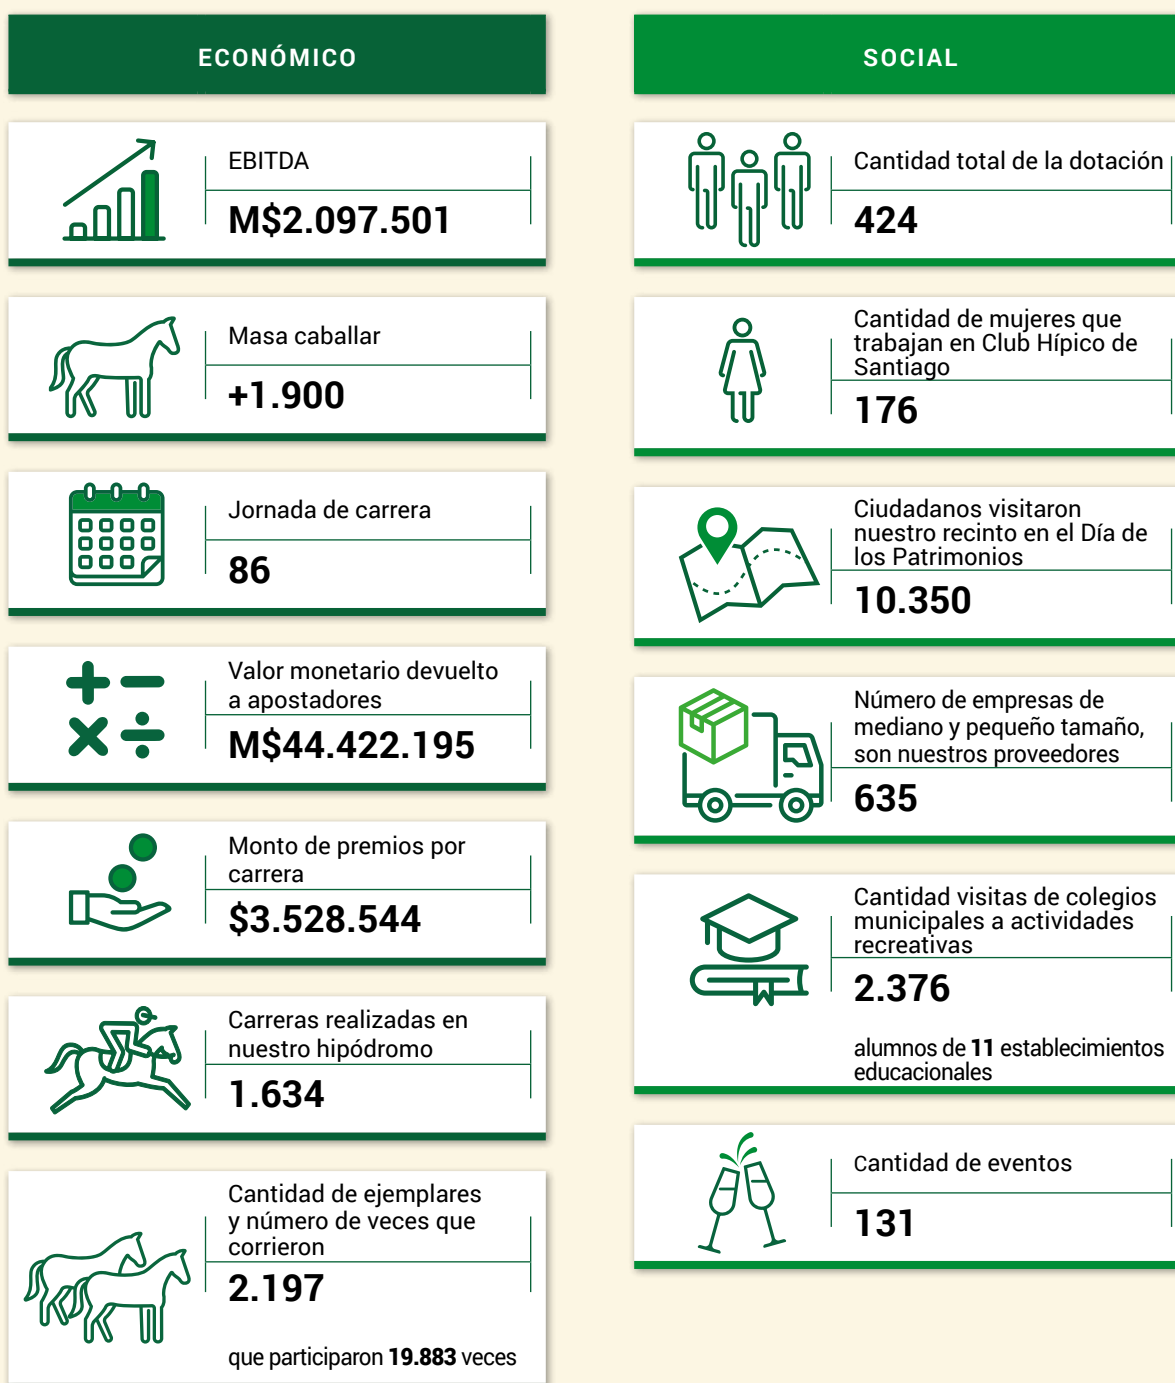 ECONÓMICO
EBITDA
M$2.097.501
Masa caballar
+1.900
Jornada de carrera
86
Valor monetario devuelto
a apostadores
M$44.422.195
Monto de premios por
carrera
$3.528.544
Carreras realizadas en
nuestro hipódromo
1.634
Cantidad de ejemplares
y número de veces que
corrieron
2.197
que participaron 19.883 veces
SOCIAL
Cantidad total de la dotación
424
Cantidad de mujeres que
trabajan en Club Hípico de
Santiago
176
Ciudadanos visitaron
nuestro recinto en el Día de
los Patrimonios
10.350
Número de empresas de
mediano y pequeño tamaño,
son nuestros proveedores
635
Cantidad visitas de colegios
municipales a actividades
recreativas
2.376
alumnos de 11 establecimientos
educacionales
Cantidad de eventos
131